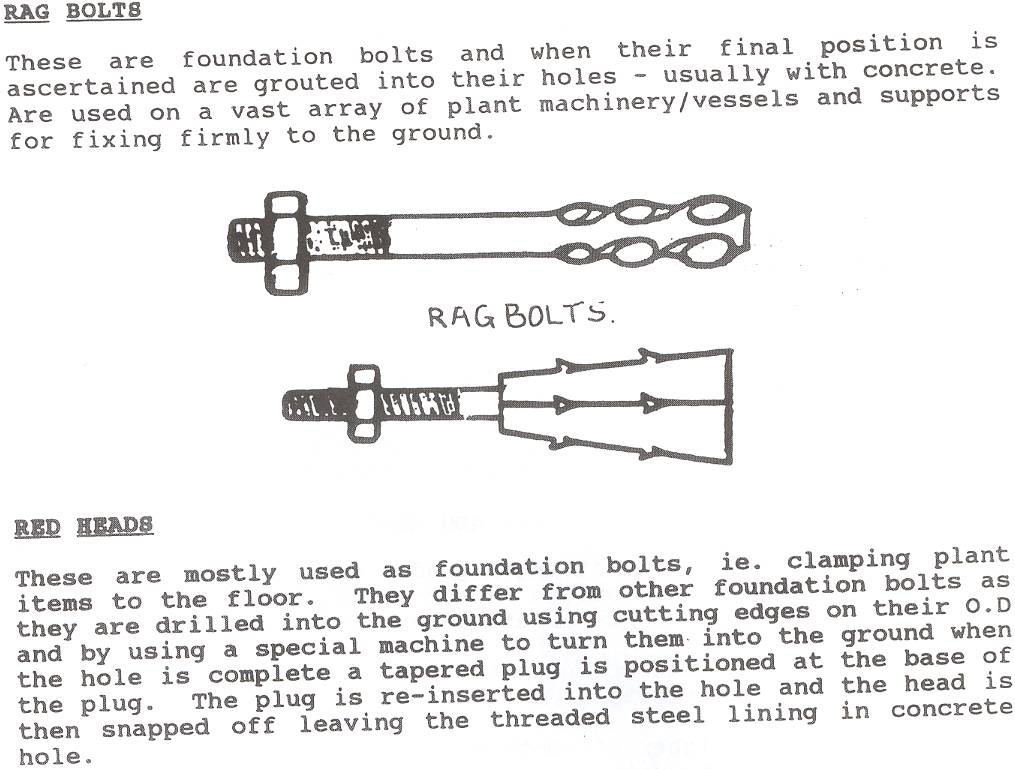 RAG BOLTS
These are foundation bolts and when their final position is
ascertained are grouted into their holes - usually with concrete.
Are used on a vast array of plant machinery/vessels and supports
for fixing firmly to the ground.
RAG BOLTS.
RED HEADS
These are mostly used as foundation bolts, ie. clamping plant
items to the floor. They differ from other foundation bolts as
they are drilled into the ground using cutting edges on their O.D
and by using a special machine to turn them into the ground when
the hole is complete a tapered plug is positioned at the base of
the plug. The plug is re-inserted into the hole and the head is
then snapped off leaving the threaded steel lining in concrete
hole.